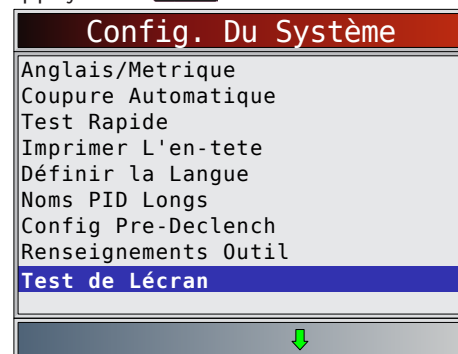 Config. Du Système
Anglais/Metrique
Coupure Automatique
Test Rapide
Imprimer L'en-tete
Définir la Langue
Noms PID Longs
Config Pre-Declench
Renseignements Outil
Test de Lécran